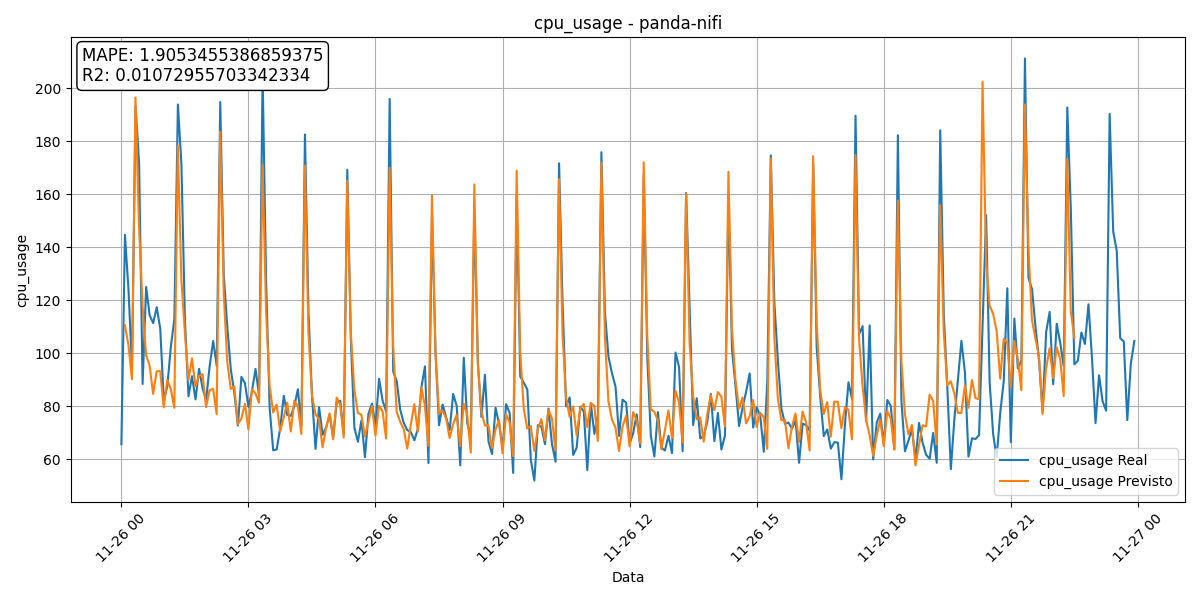 cpu_usage - panda-nifi
MAPE: 1.9053455386859375
R2: 0.01072955703342334
200
180
160
140
120
100
80
60
cpu_usage
cpu_usage Real
cpu_usage Previsto
11-26 00
11-26 03
11-26 06
11-26 09
11-26 12
11-26 15
11-26 18
11-26 21
11-27 00
Data